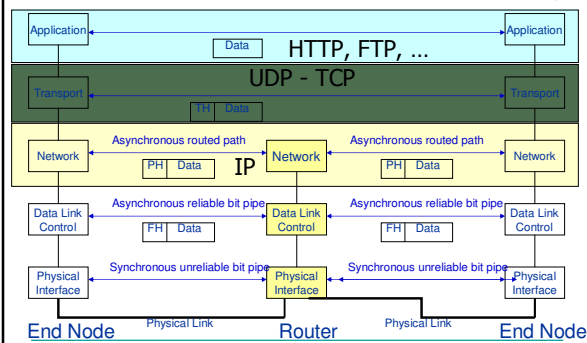 Application
Application
Data
HTTP, FTP, ...
UDP - TCP
Transport
Transport
TH Data
Asynchronous routed path
Asynchronous routed path
Network
Network
Network
PH Data
IP
PH Data
Asynchronous reliable bit pipe
Asynchronous reliable bit pipe
Data Link
Control
Data Link
Control
Data Link
Control
FH Data
FH Data
Synchronous unreliable bit pipe
Synchronous unreliable bit pipe
Physical
Interface
Physical
Interface
Physical
Interface
Physical Link
Physical Link
End Node
Router
End Node